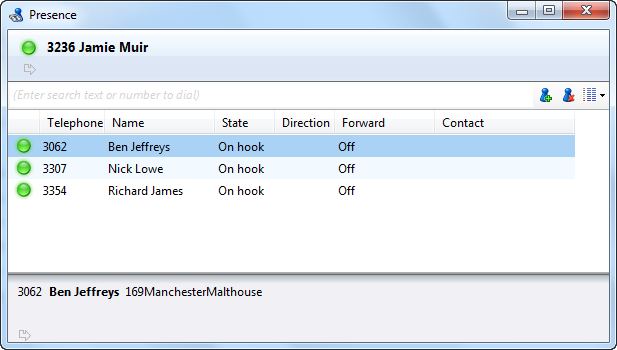 Presence
3236 Jamie Muir
(Enter search text or number to dial)
Telephone Name State Direction Forward Contact
3062 Ben Jeffreys On hook Off
3307 Nick Lowe On hook Off
3354 Richard James On hook Off
3062 Ben Jeffreys 169ManchesterMalthouse